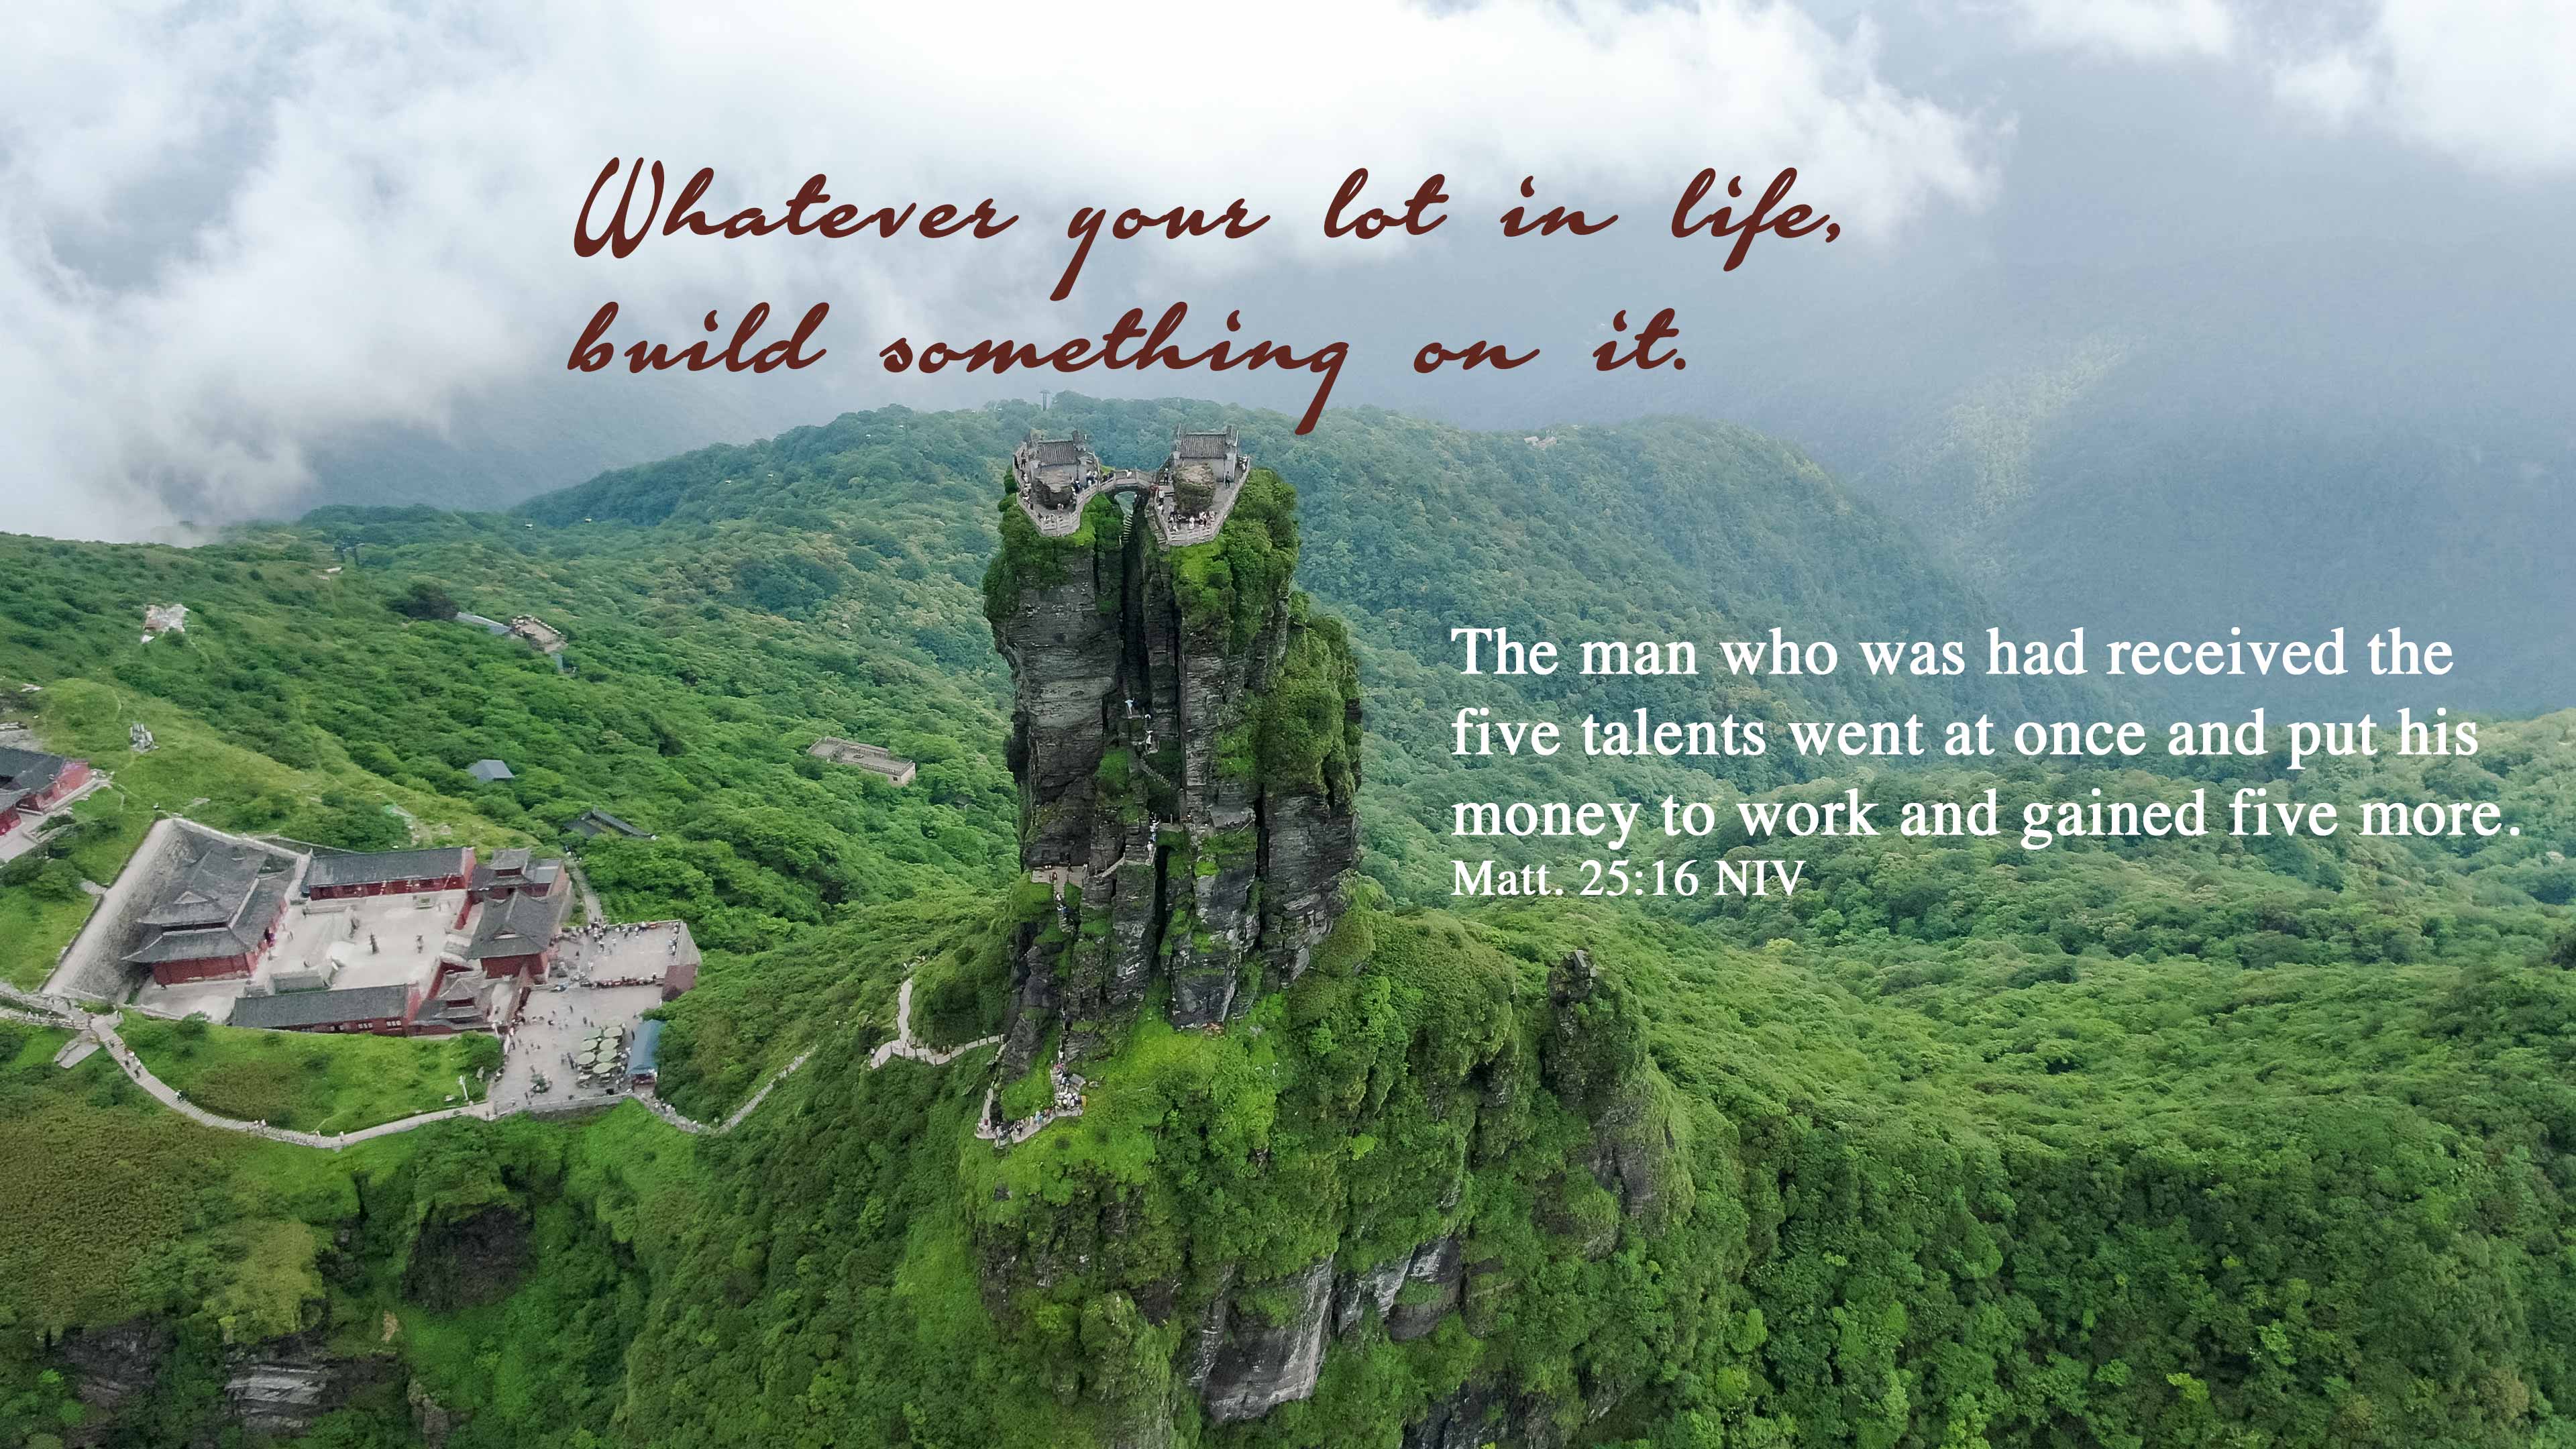 Whatever your lot in life,
build something on it.
The man who was had received the
five talents went at once and put his
money to work and gained five more.
Matt. 25:16 NIV